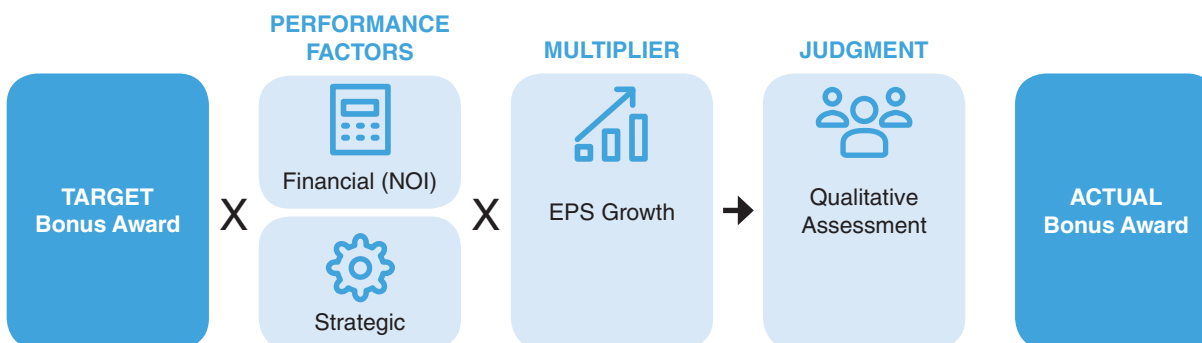 PERFORMANCE
FACTORS
MULTIPLIER
JUDGMENT
TARGET
Bonus Award
X
Financial (NOI)
Strategic
X
EPS Growth
Qualitative
Assessment
ACTUAL
Bonus Award